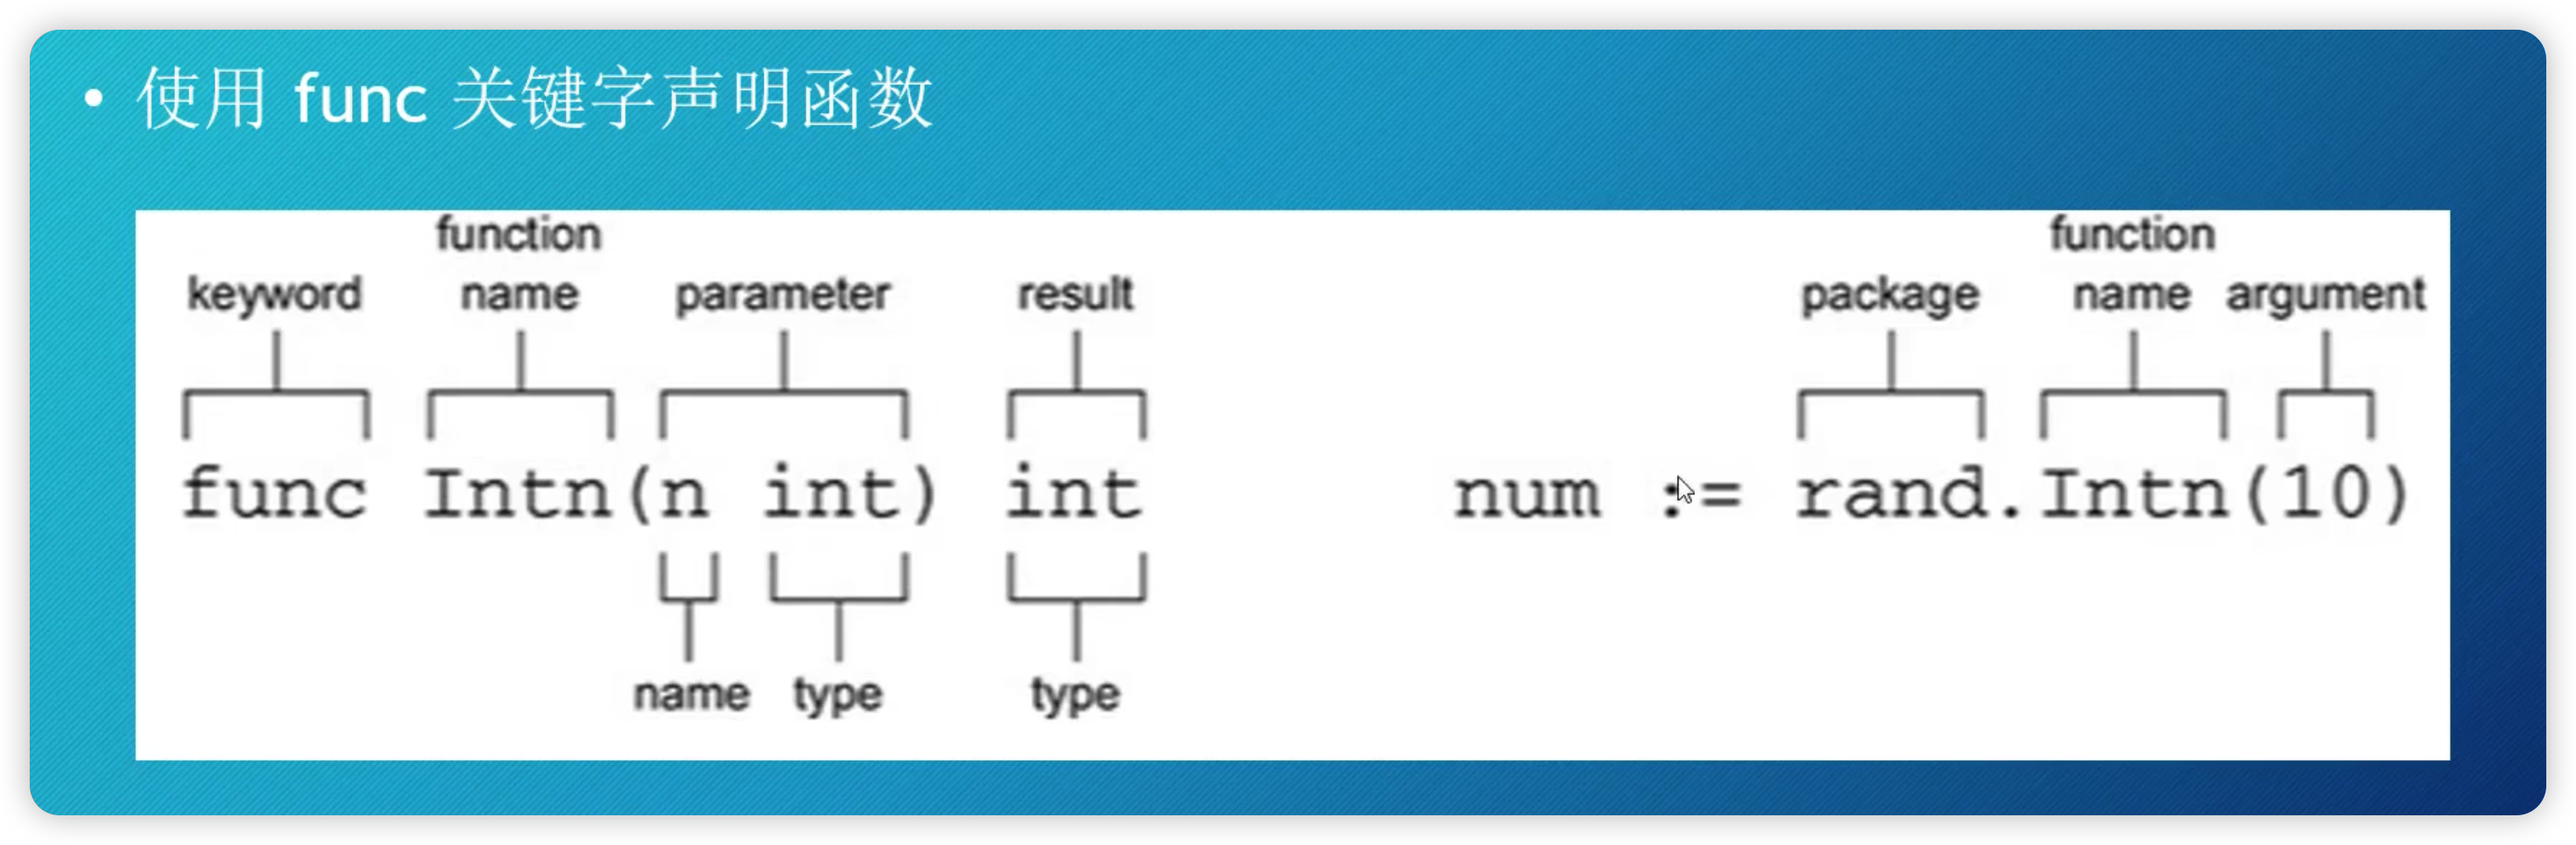 • 使用 func 关键字声明函数
function
keyword name parameter result
func Intn(n int) int
name type type
function
package name argument
num := rand.Intn(10)